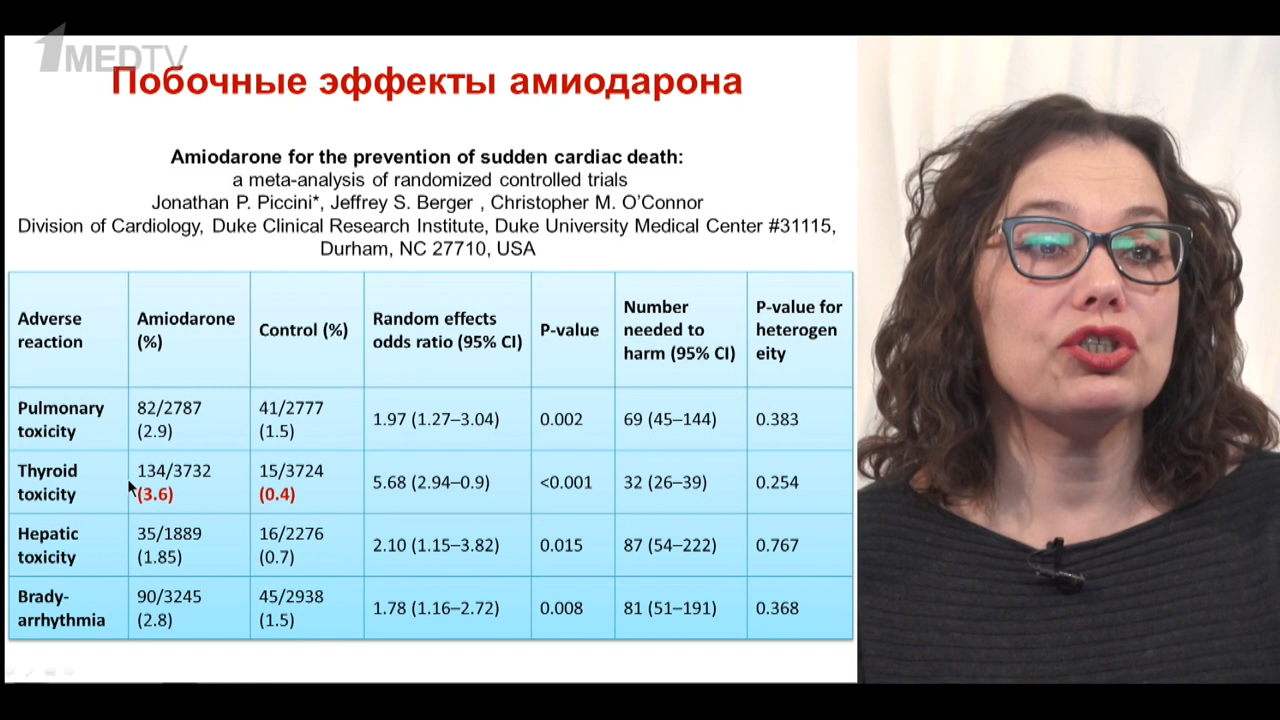 1MEDTV
Побочные эффекты амиодарона
Amiodarone for the prevention of sudden cardiac death:
a meta-analysis of randomized controlled trials
Jonathan P. Piccini*, Jeffrey S. Berger , Christopher M. O’Connor
Division of Cardiology, Duke Clinical Research Institute, Duke University Medical Center #31115,
Durham, NC 27710, USA
Adverse
reaction
Amiodarone
(%)
Control (%)
Random effects
odds ratio (95% CI)
P-value
Number
needed to
harm (95% CI)
P-value for
heterogen
eity
Pulmonary
toxicity
82/2787
(2.9)
41/2777
(1.5)
1.97 (1.27–3.04)
0.002
69 (45–144)
0.383
Thyroid
toxicity
134/3732
(3.6)
15/3724
(0.4)
5.68 (2.94–0.9)
<0.001
32 (26–39)
0.254
Hepatic
toxicity
35/1889
(1.85)
16/2276
(0.7)
2.10 (1.15–3.82)
0.015
87 (54–222)
0.767
Brady-
arrhythmia
90/3245
(2.8)
45/2938
(1.5)
1.78 (1.16–2.72)
0.008
81 (51–191)
0.368